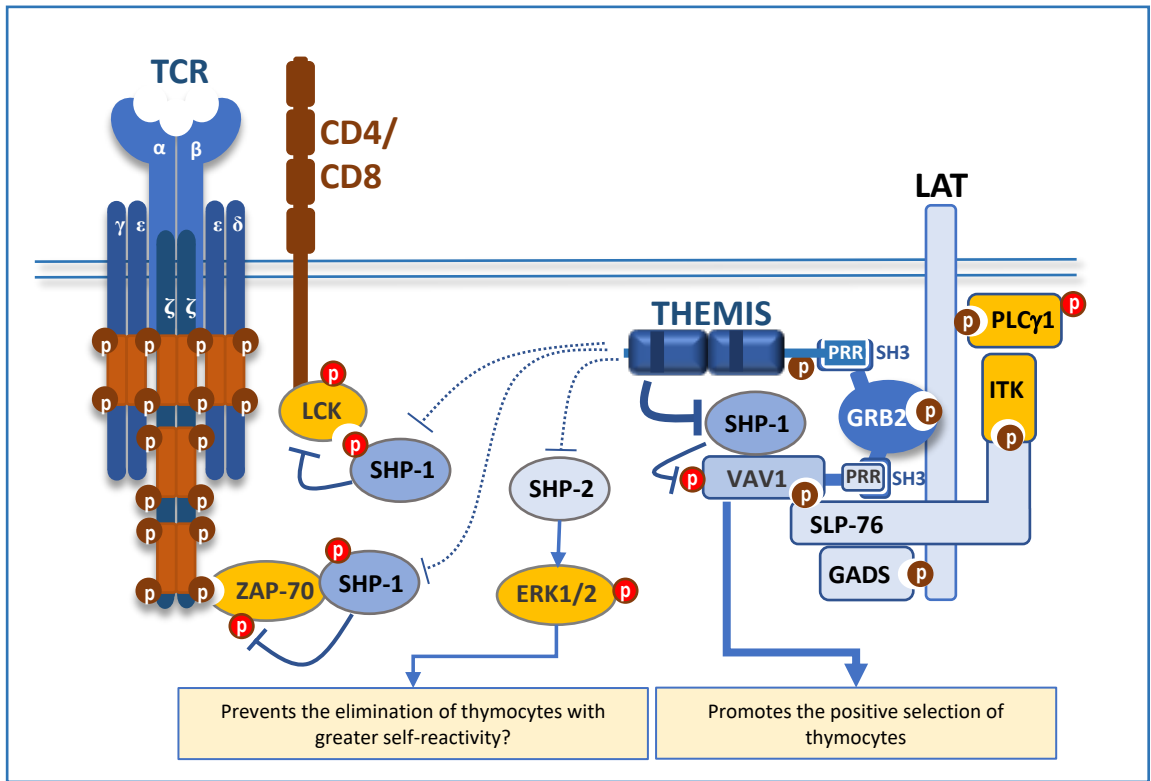 TCR
α β
γ ε ε δ
ζ ζ
CD4/
CD8
LAT
P PLCγ1 P
ITK
P
THEMIS
P
PRR SH3
GRB2 P
SHP-1
P VAV1
P
PRR SH3
SLP-76
GADS P
P
LCK
P
SHP-1
SHP-2
ERK1/2 P
P
ZAP-70 SHP-1
P
P P P P
P P P P
P P
P P
P P
P P
Prevents the elimination of thymocytes with
greater self-reactivity?
Promotes the positive selection of
thymocytes